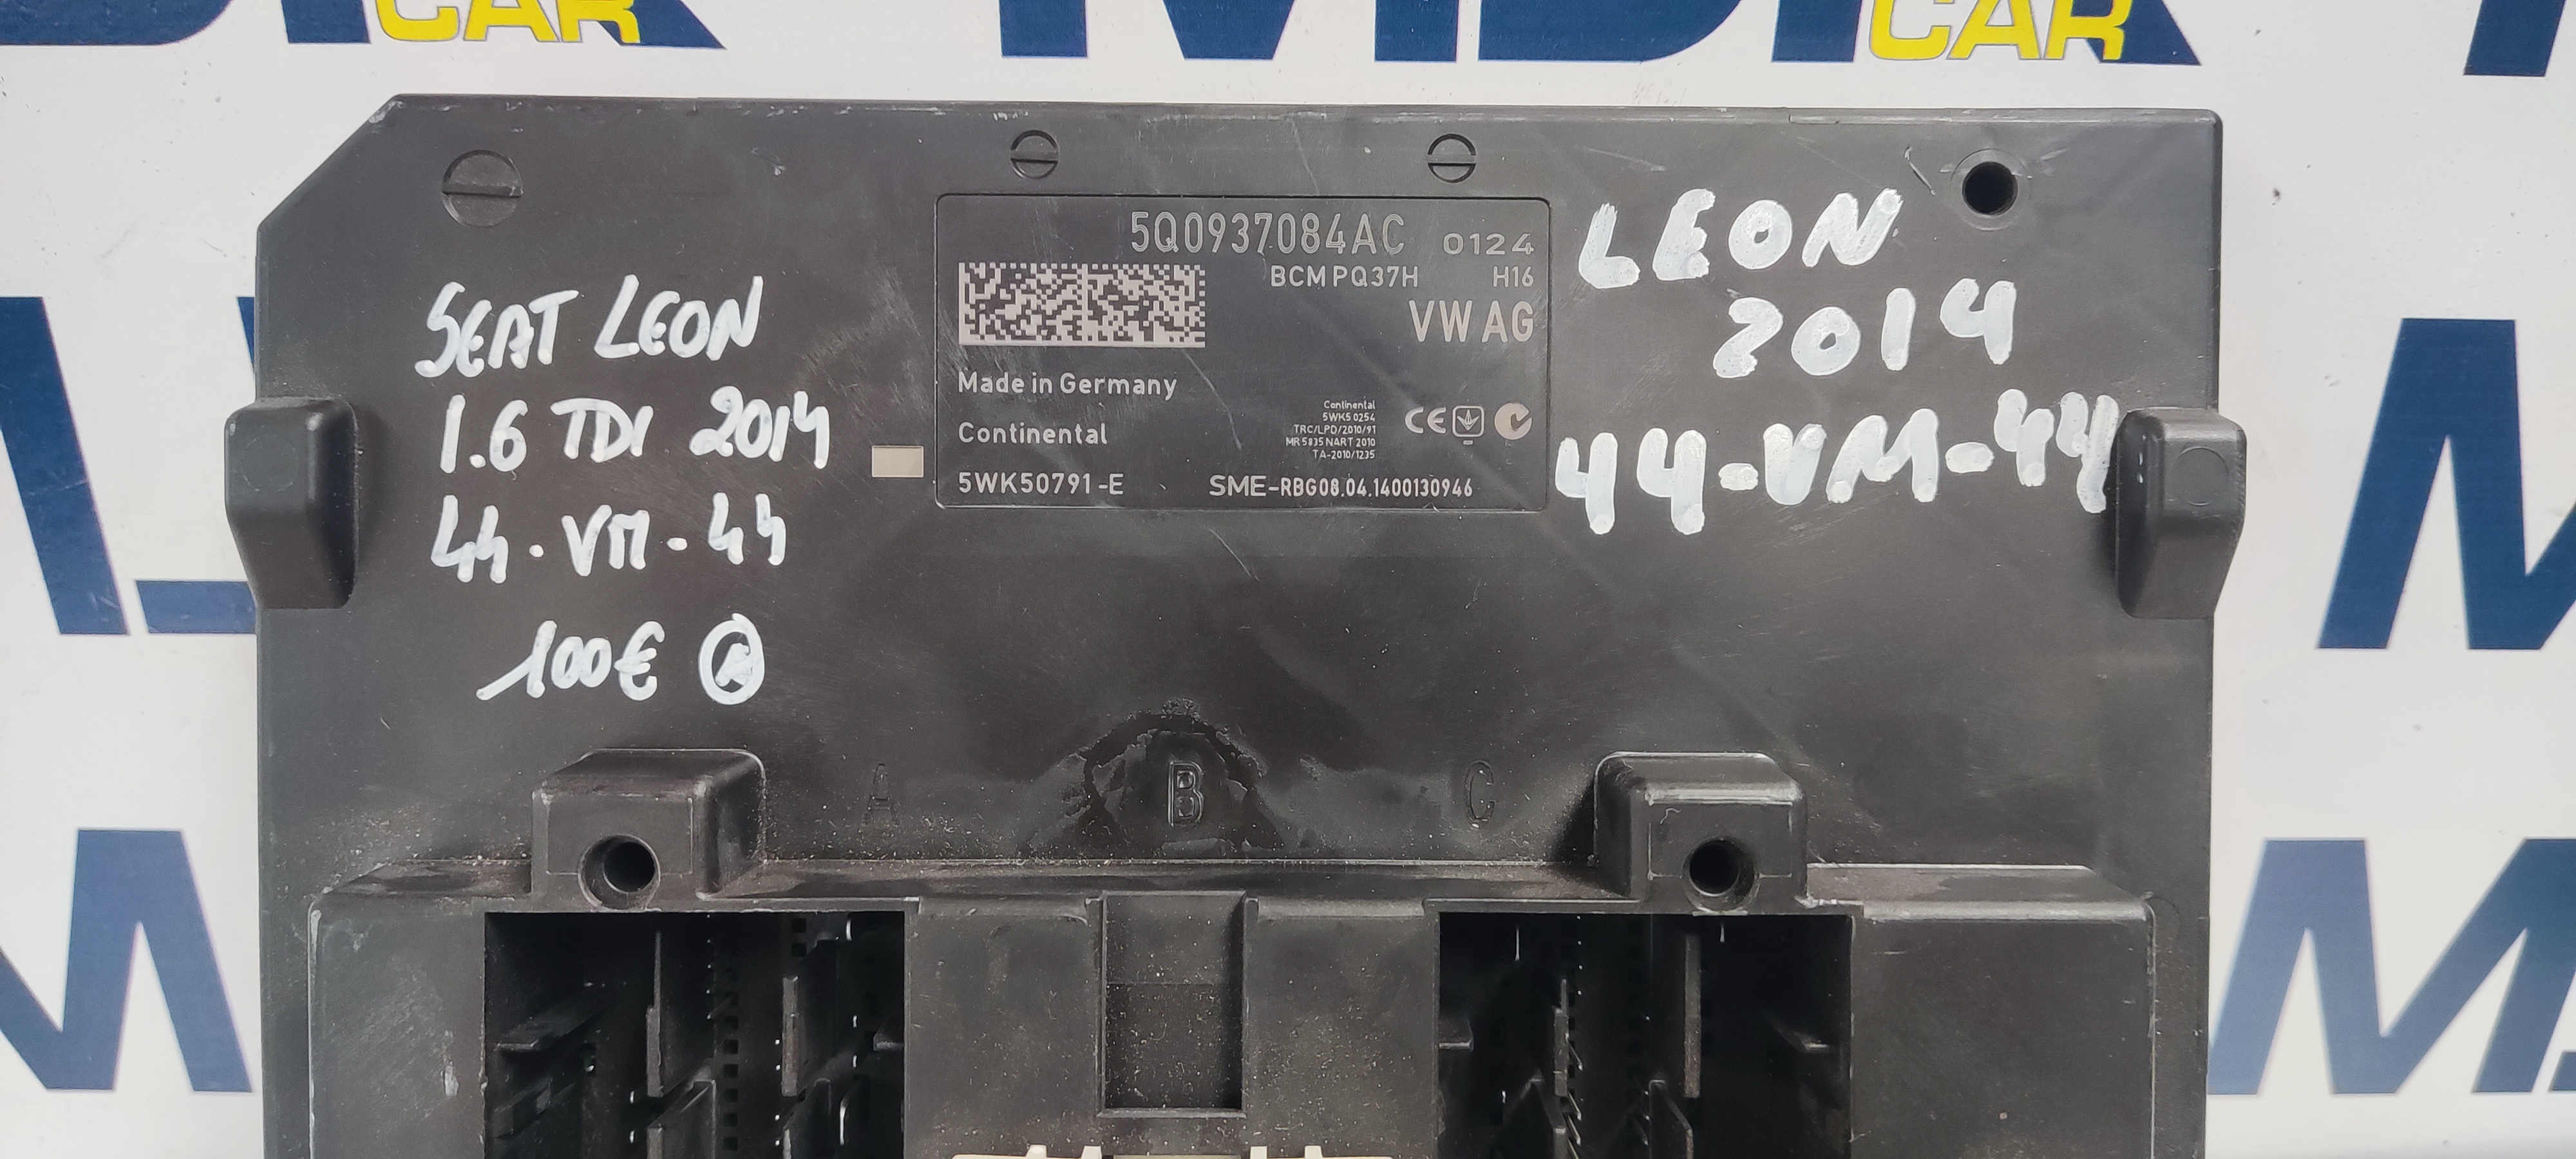 CAR
CAR
5Q0937084AC 0124
BCM PQ37H H16
VW AG
Made in Germany
Continental
5WK50791-E
Continental
5WK5 0254
TRC/LPD/2010/91
MR 5835 NART 2010
TA-2010/1235
CE
SME-RBG08.04.1400130946
SEAT LEON
1.6 TDI 2014
44-VM-44
100€ A
LEON
2014
44-VM-44
A B C